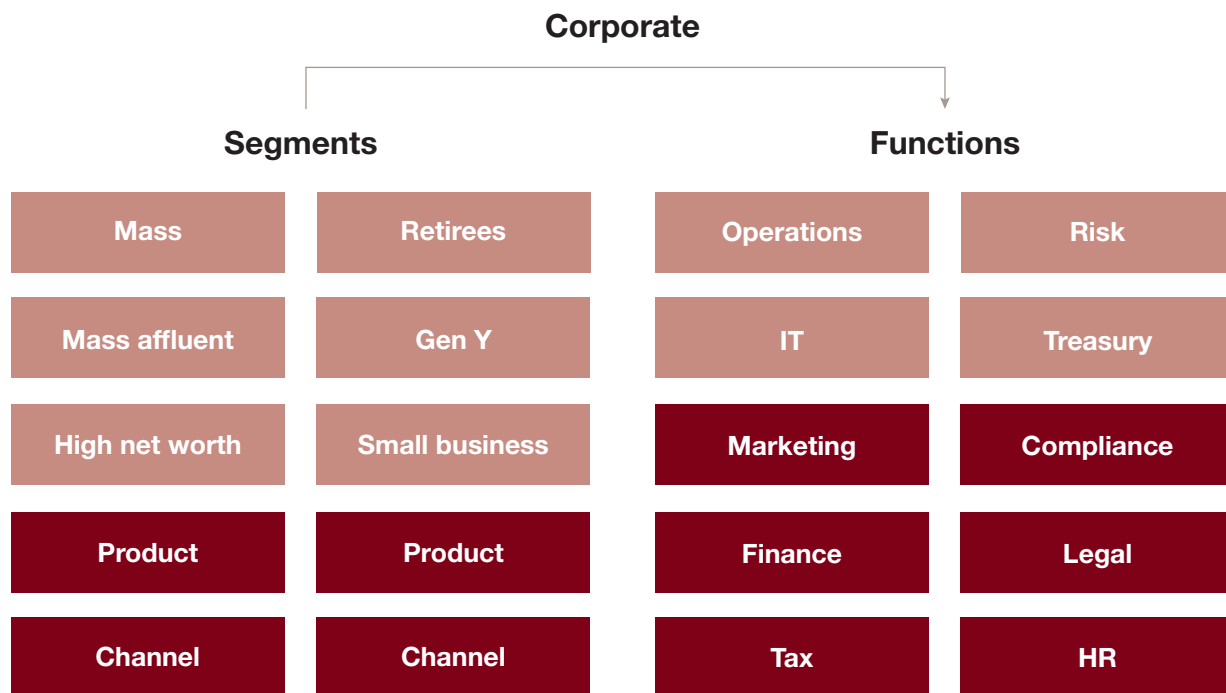 Corporate
Segments
Functions
Mass
Retirees
Operations
Risk
Mass affluent
Gen Y
IT
Treasury
High net worth
Small business
Marketing
Compliance
Product
Product
Finance
Legal
Channel
Channel
Tax
HR